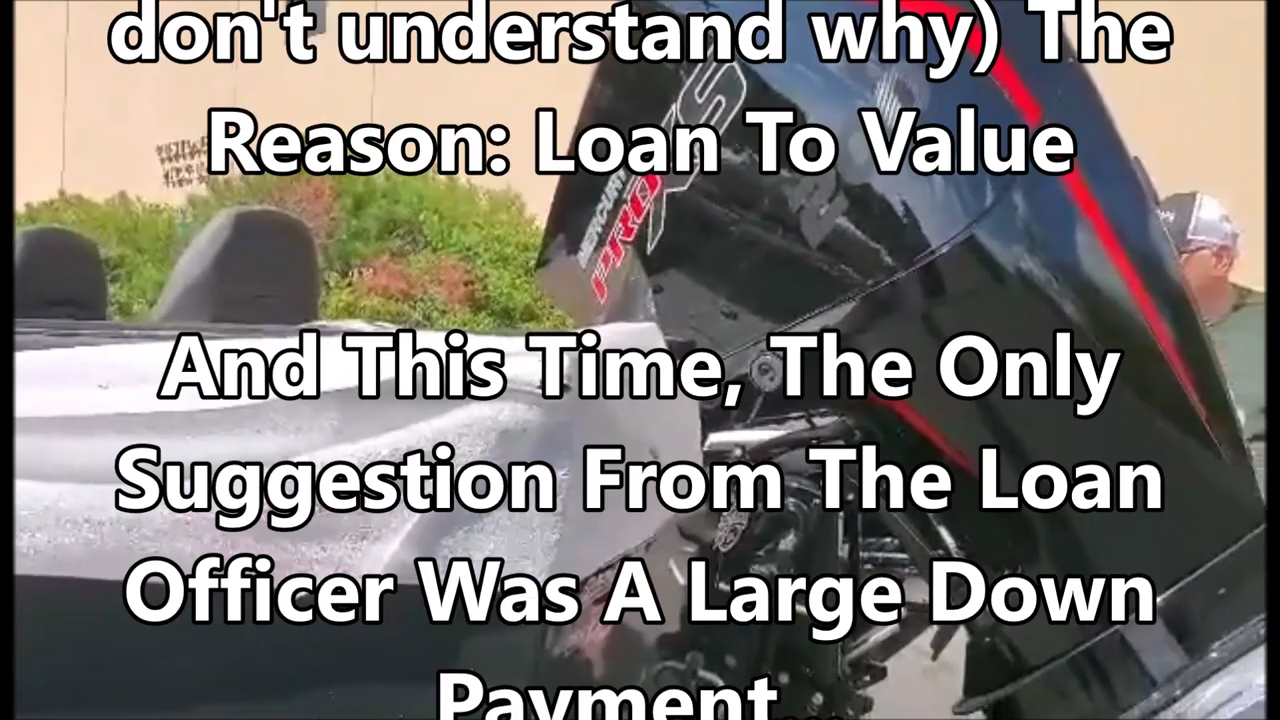 don't understand why) The
Reason: Loan To Value
MERCURY
PRO XS
And This Time, The Only
Suggestion From The Loan
Officer Was A Large Down
Payment....